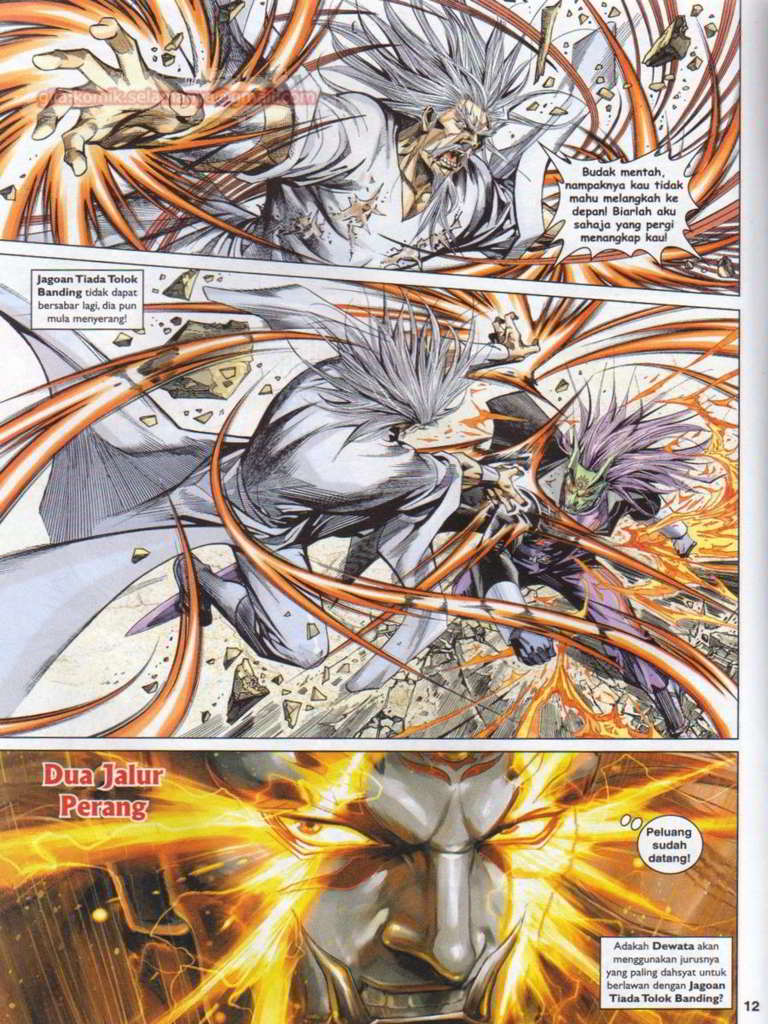 Budak mentah,
nampaknya kau tidak
mahu melangkah ke
depan! Biarlah aku
sahaja yang pergi
menangkap kau!
Jagoan Tiada Tolok
Banding tidak dapat
bersabar lagi, dia pun
mula menyerang!
Dua Jalur
Perang
Peluang
sudah
datang!
Adakah Dewata akan
menggunakan jurusnya
yang paling dahsyat untuk
berlawan dengan Jagoan
Tiada Tolok Banding?
12